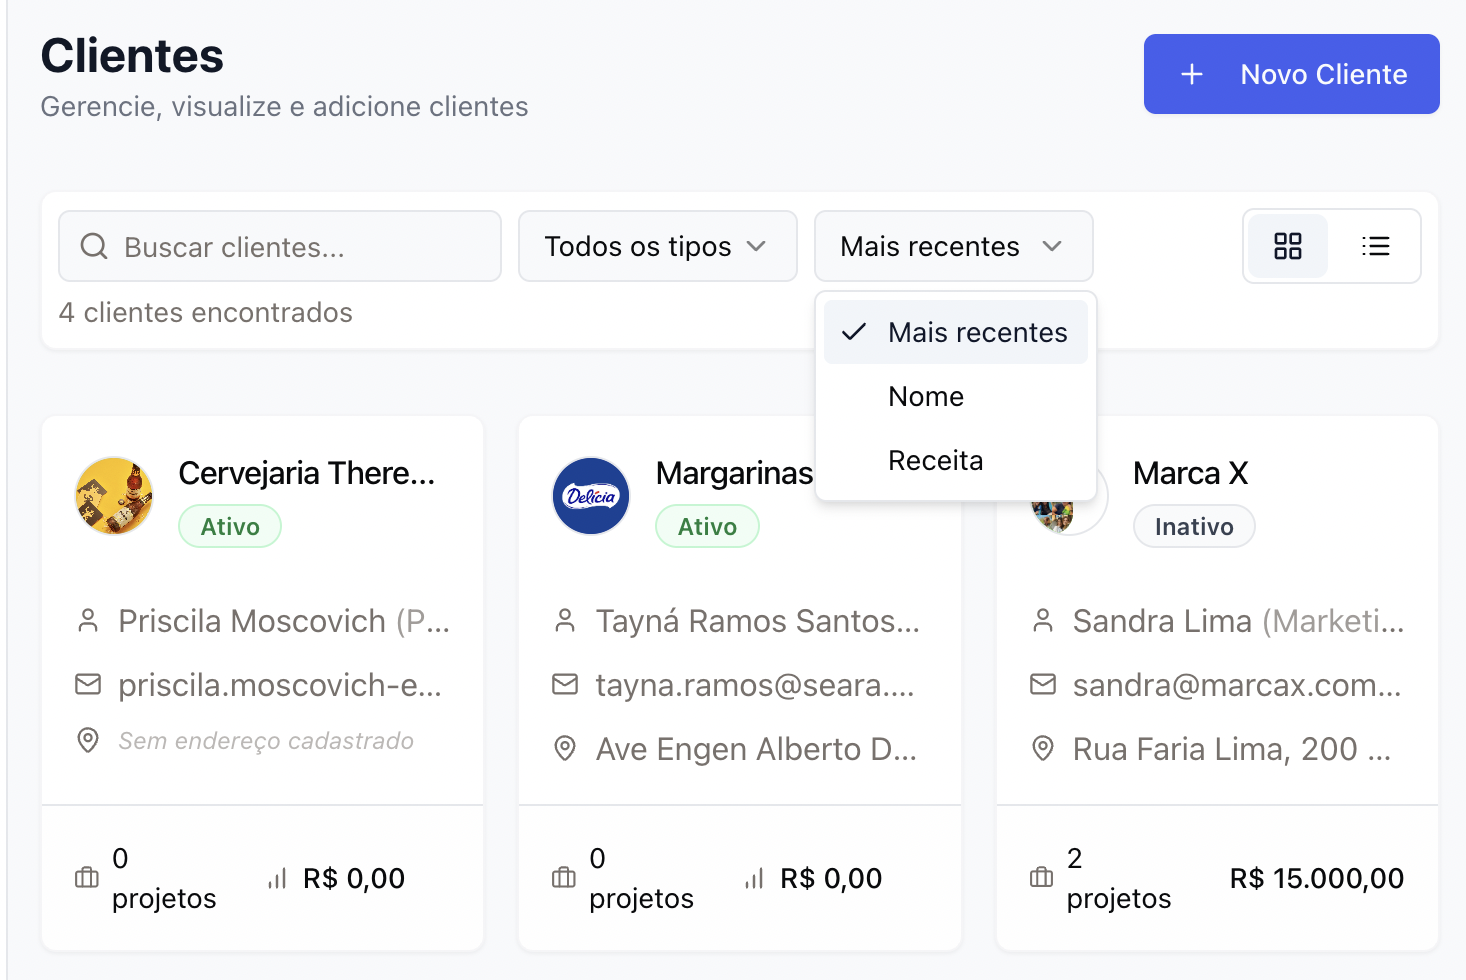 Clientes
Gerencie, visualize e adicione clientes
Novo Cliente
Buscar clientes...
Todos os tipos
Mais recentes
4 clientes encontrados
Mais recentes
Nome
Receita
Cervejaria There...
Ativo
Priscila Moscovich (P...
priscila.moscovich-e...
Sem endereço cadastrado
0
projetos
R$ 0,00
Delícia
Margarinas
Ativo
Tayná Ramos Santos...
tayna.ramos@seara....
Ave Engen Alberto D...
0
projetos
R$ 0,00
Marca X
Inativo
Sandra Lima (Marketi...
sandra@marcax.com...
Rua Faria Lima, 200 ...
2
projetos
R$ 15.000,00